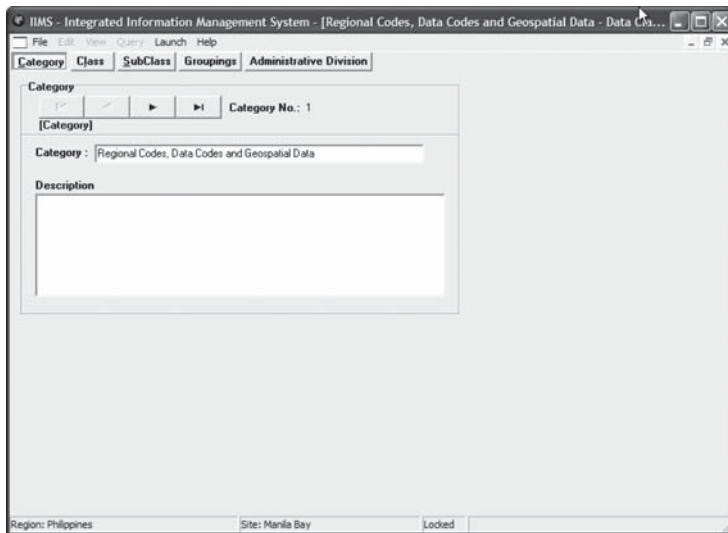 IIMS - Integrated Information Management System - [Regional Codes, Data Codes and Geospatial Data - Data Cla...
File Edit View Query Launch Help
Category Class SubClass Groupings Administrative Division
Category
Category No.: 1
[Category]
Category : Regional Codes, Data Codes and Geospatial Data
Description
Region: Philippines Site: Manila Bay Locked